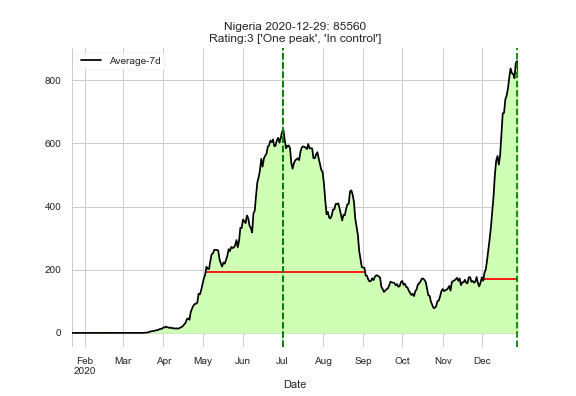 Nigeria 2020-12-29: 85560
Rating:3 ['One peak', 'In control']
Average-7d
800
600
400
200
0
Feb Mar Apr May Jun Jul Aug Sep Oct Nov Dec
2020
Date